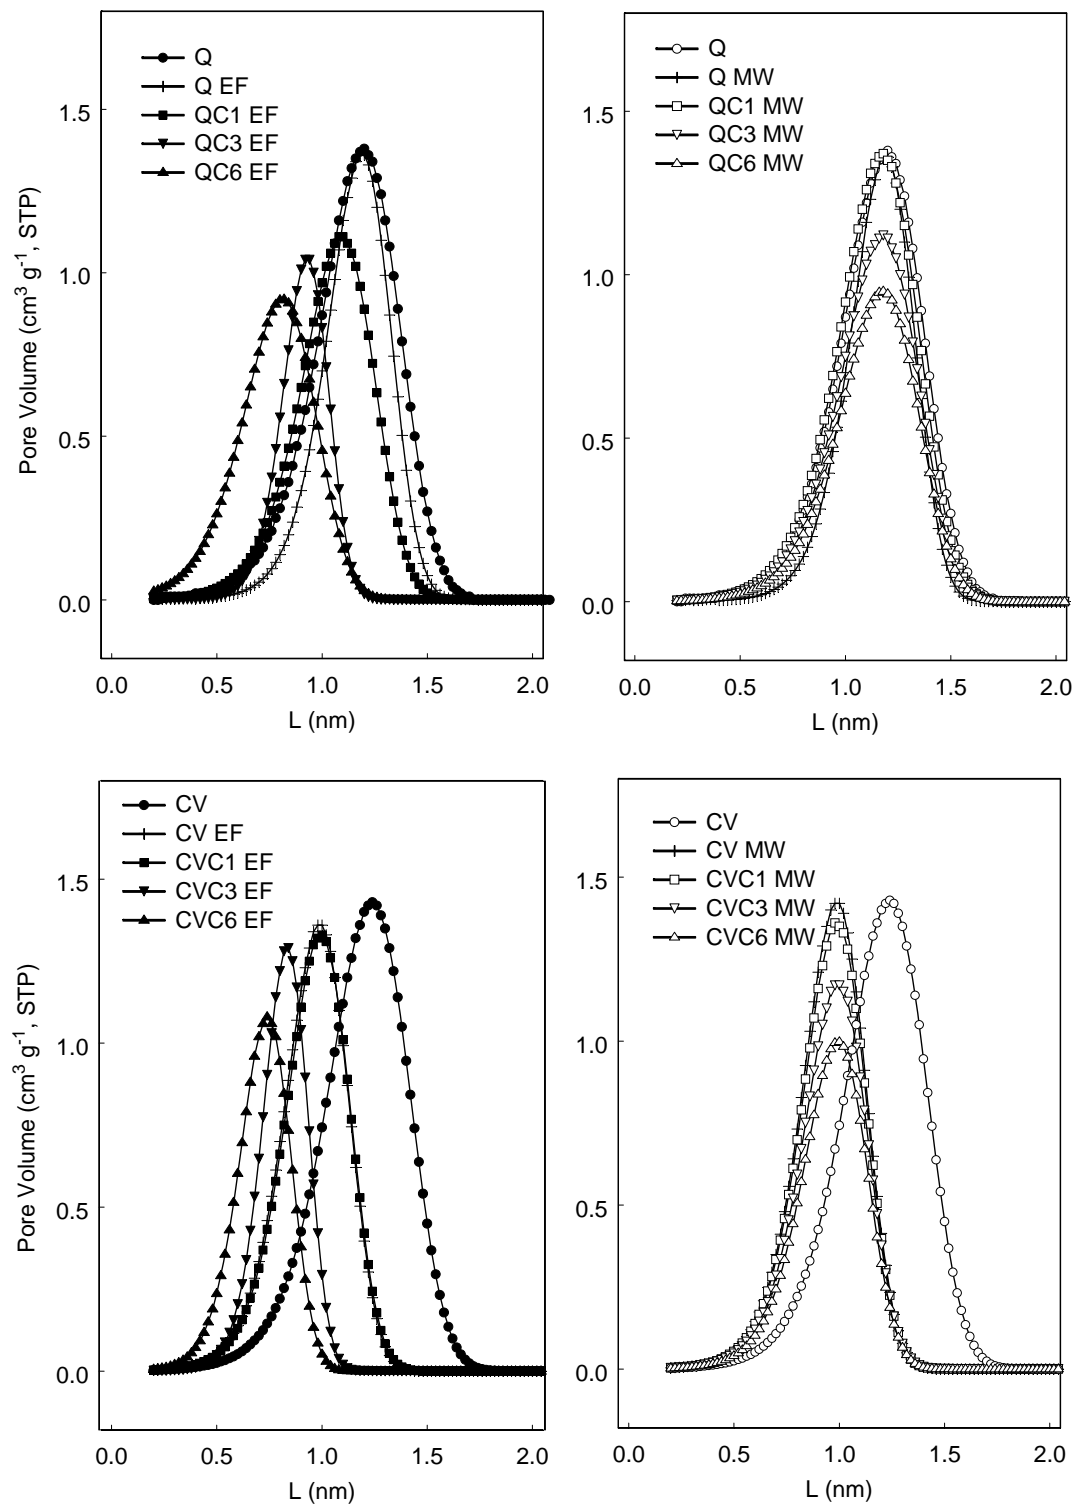 Q
Q EF
QC1 EF
QC3 EF
QC6 EF
1.5
1.0
0.5
0.0
Pore Volume (cm³ g⁻¹, STP)
0.0 0.5 1.0 1.5 2.0
L (nm)
Q
Q MW
QC1 MW
QC3 MW
QC6 MW
1.5
1.0
0.5
0.0
0.0 0.5 1.0 1.5 2.0
L (nm)
CV
CV EF
CVC1 EF
CVC3 EF
CVC6 EF
1.5
1.0
0.5
0.0
Pore Volume (cm³ g⁻¹, STP)
0.0 0.5 1.0 1.5 2.0
L (nm)
CV
CV MW
CVC1 MW
CVC3 MW
CVC6 MW
1.5
1.0
0.5
0.0
0.0 0.5 1.0 1.5 2.0
L (nm)